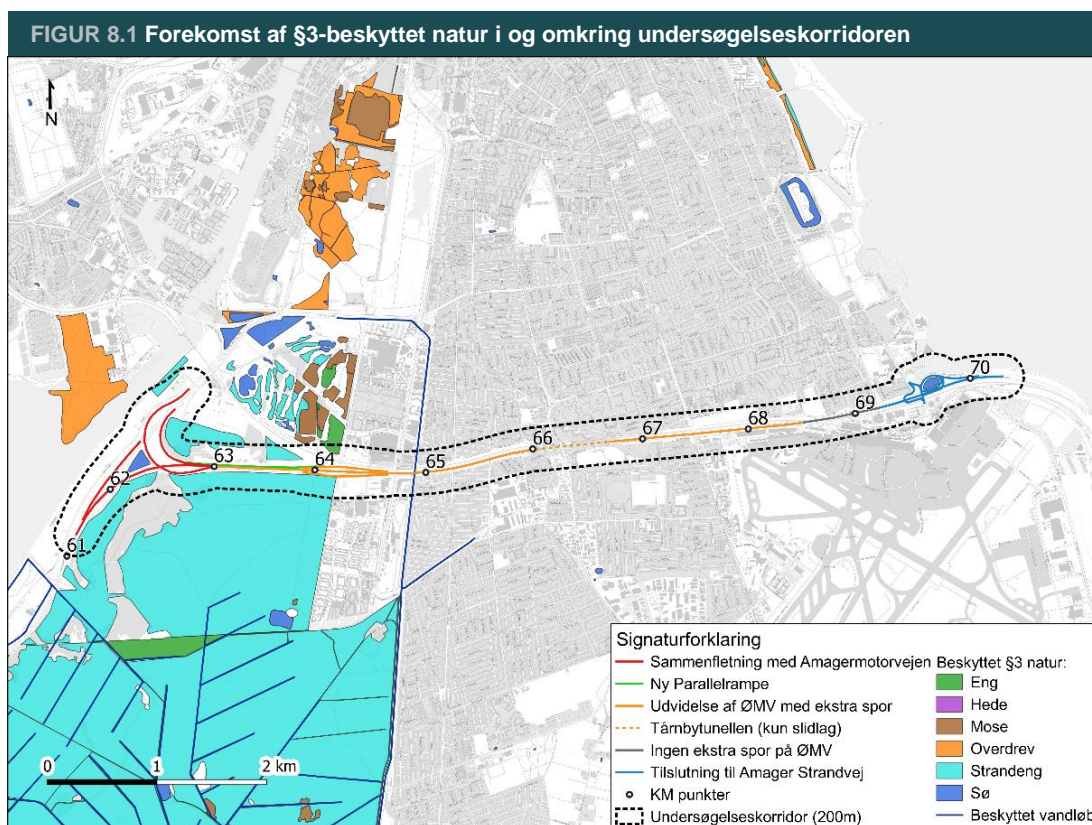 FIGUR 8.1 Forekomst af §3-beskyttet natur i og omkring undersøgelseskorridoren
N
61
62
63
64
65
66
67
68
69
70
0 1 2 km
Signaturforklaring
Sammenfletning med Amagermotorvejen
Ny Parallelrampe
Udvidelse af ØMV med ekstra spor
Tårnbytunellen (kun slidlag)
Ingen ekstra spor på ØMV
Tilslutning til Amager Strandvej
KM punkter
Undersøgelseskorridor (200m)
Beskyttet §3 natur:
Eng
Hede
Mose
Overdrev
Strandeng
Sø
Beskyttet vandløb